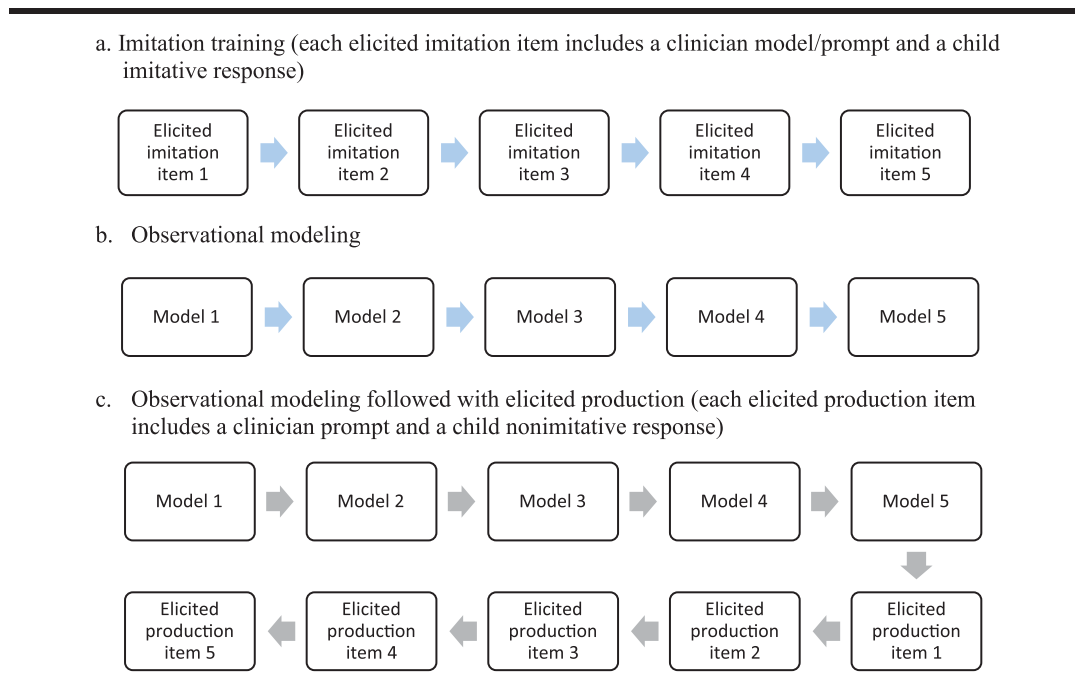 a. Imitation training (each elicited imitation item includes a clinician model/prompt and a child
imitative response)
Elicited
imitation
item 1
Elicited
imitation
item 2
Elicited
imitation
item 3
Elicited
imitation
item 4
Elicited
imitation
item 5
b. Observational modeling
Model 1
Model 2
Model 3
Model 4
Model 5
c. Observational modeling followed with elicited production (each elicited production item
includes a clinician prompt and a child nonimitative response)
Model 1
Model 2
Model 3
Model 4
Model 5
Elicited
production
item 5
Elicited
production
item 4
Elicited
production
item 3
Elicited
production
item 2
Elicited
production
item 1